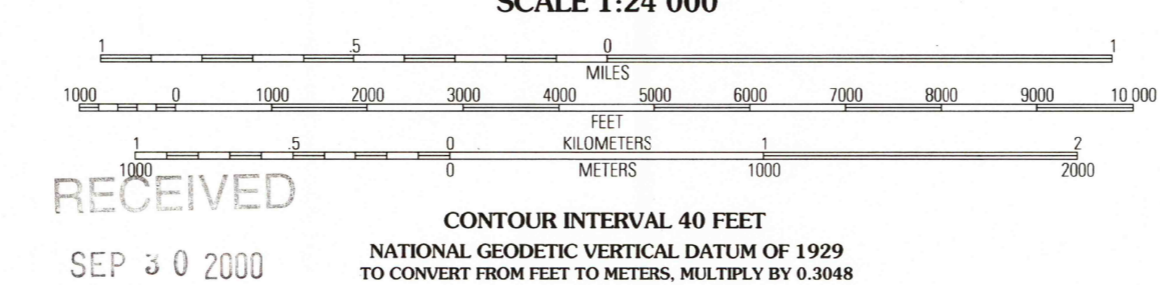 SCALE 1:24 000
1 .5 0 1
MILES
1000 0 1000 2000 3000 4000 5000 6000 7000 8000 9000 10 000
FEET
1 .5 0 KILOMETERS 1 2
1000 0 METERS 1000 2000
RECEIVED
SEP 30 2000
CONTOUR INTERVAL 40 FEET
NATIONAL GEODETIC VERTICAL DATUM OF 1929
TO CONVERT FROM FEET TO METERS, MULTIPLY BY 0.3048